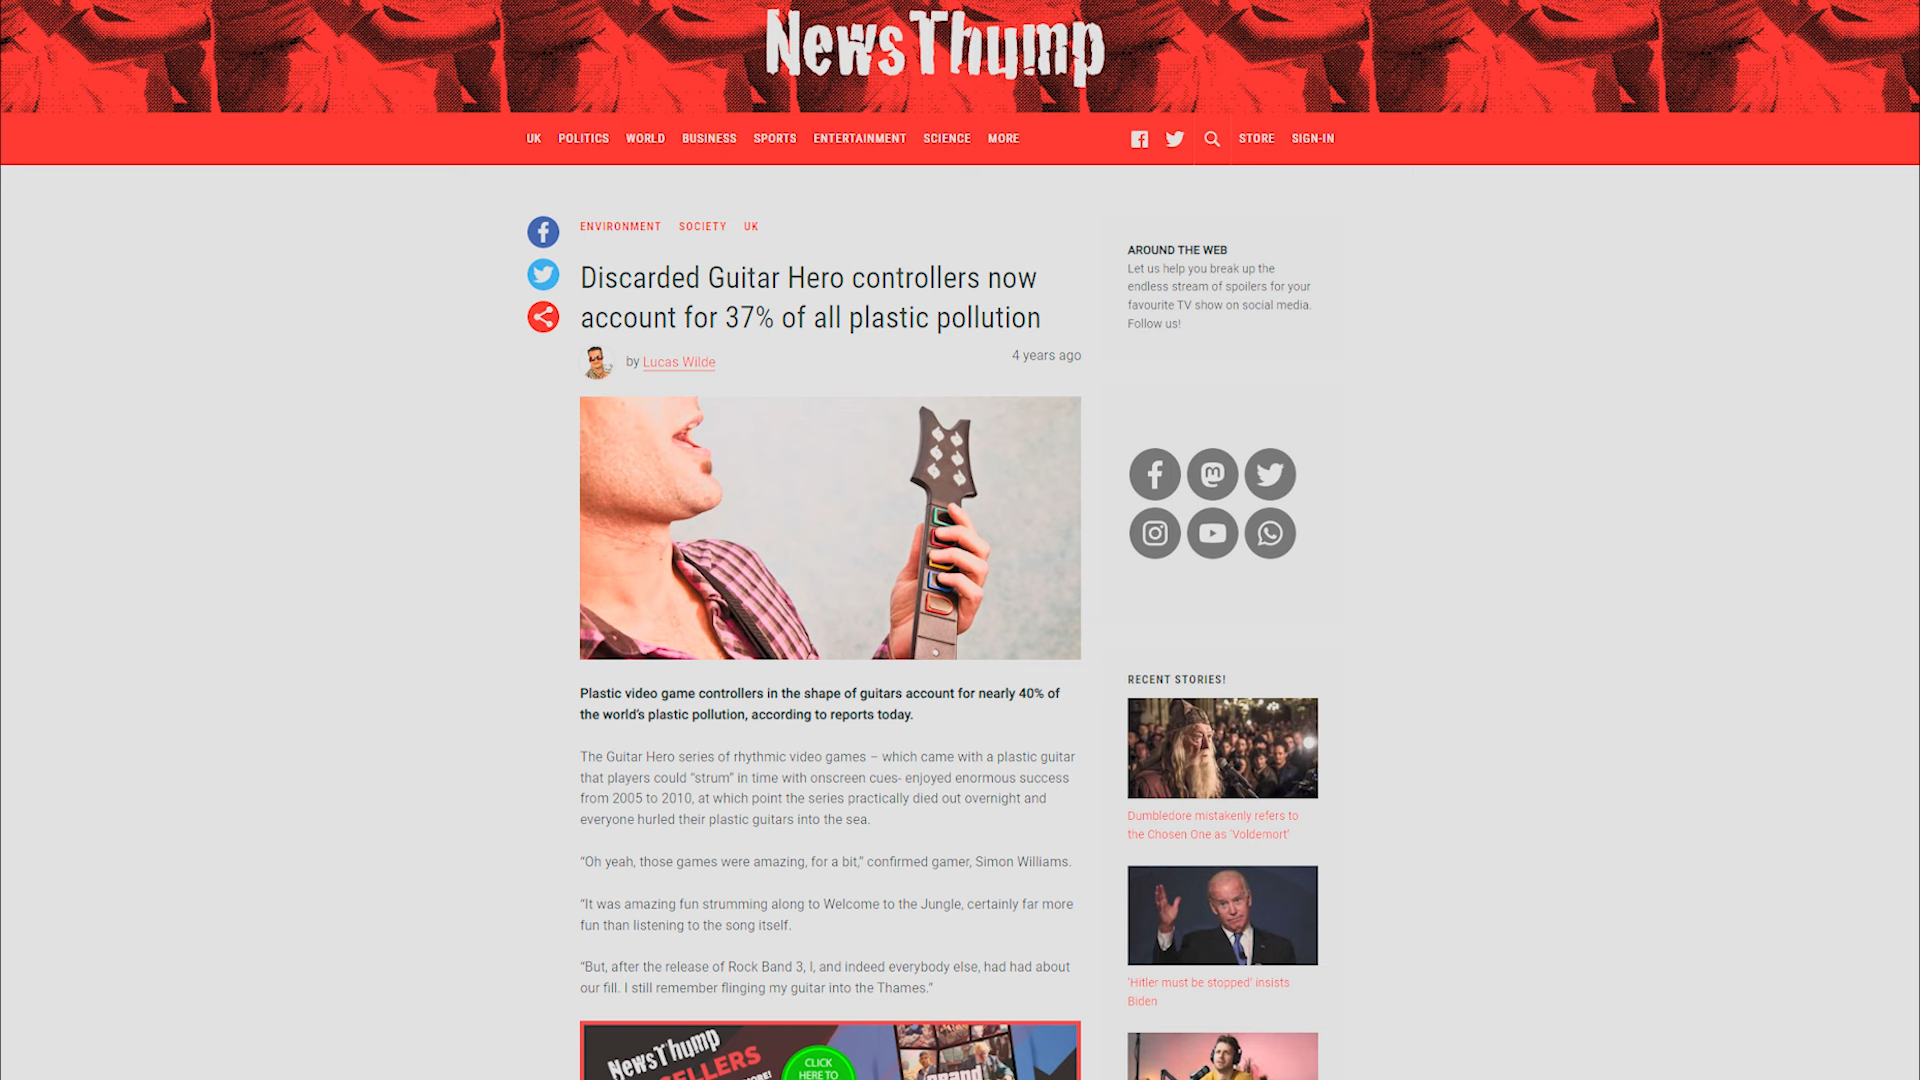 NewsThump
UK POLITICS WORLD BUSINESS SPORTS ENTERTAINMENT SCIENCE MORE STORE SIGN-IN
ENVIRONMENT SOCIETY UK
Discarded Guitar Hero controllers now
account for 37% of all plastic pollution
by Lucas Wilde
4 years ago
Plastic video game controllers in the shape of guitars account for nearly 40% of
the world's plastic pollution, according to reports today.
The Guitar Hero series of rhythmic video games – which came with a plastic guitar
that players could “strum” in time with onscreen cues- enjoyed enormous success
from 2005 to 2010, at which point the series practically died out overnight and
everyone hurled their plastic guitars into the sea.
“Oh yeah, those games were amazing, for a bit,” confirmed gamer, Simon Williams.
“It was amazing fun strumming along to Welcome to the Jungle, certainly far more
fun than listening to the song itself.
“But, after the release of Rock Band 3, I, and indeed everybody else, had had about
our fill. I still remember flinging my guitar into the Thames.”
NewsThump
CLICK
HERE TO
AROUND THE WEB
Let us help you break up the
endless stream of spoilers for your
favourite TV show on social media.
Follow us!
RECENT STORIES!
Dumbledore mistakenly refers to
the Chosen One as ‘Voldemort’
‘Hitler must be stopped’ insists
Biden